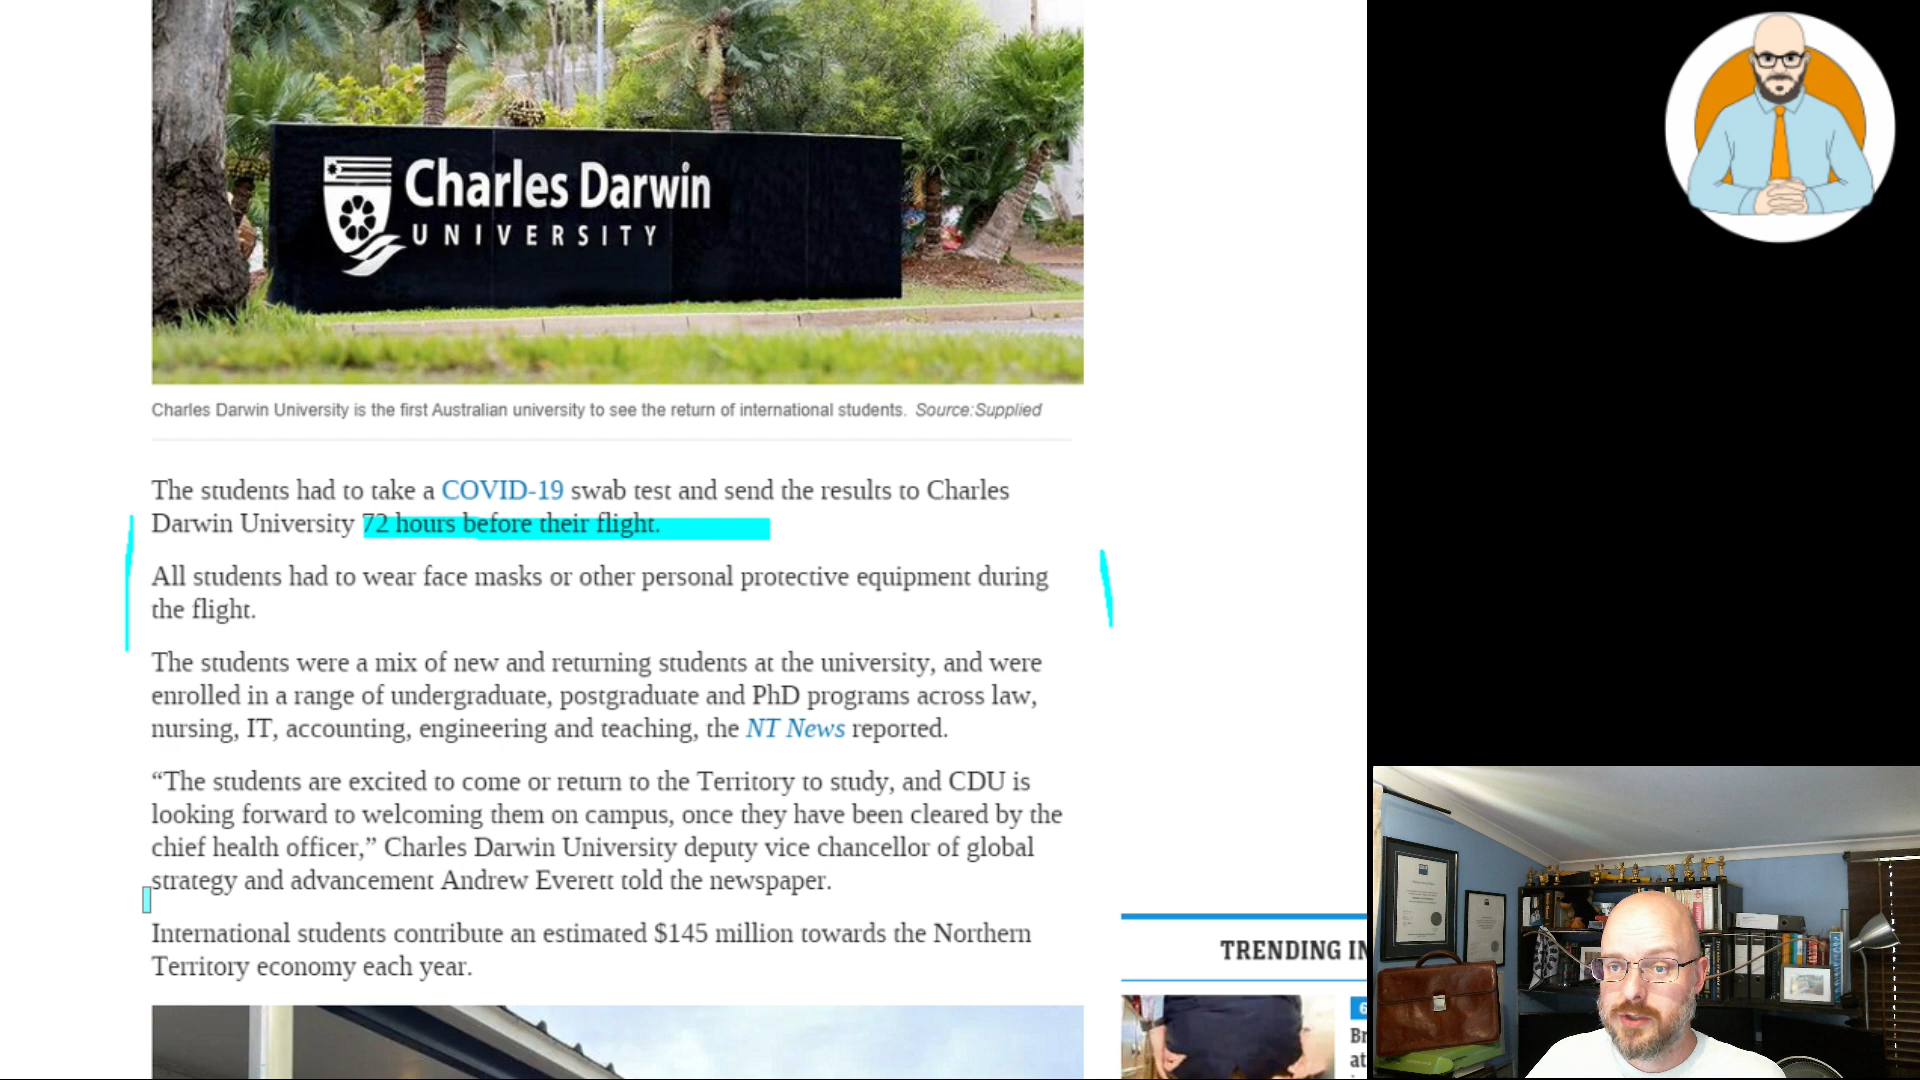 Charles Darwin
UNIVERSITY
Charles Darwin University is the first Australian university to see the return of international students. Source:Supplied
The students had to take a COVID-19 swab test and send the results to Charles
Darwin University 72 hours before their flight.
All students had to wear face masks or other personal protective equipment during
the flight.
The students were a mix of new and returning students at the university, and were
enrolled in a range of undergraduate, postgraduate and PhD programs across law,
nursing, IT, accounting, engineering and teaching, the NT News reported.
“The students are excited to come or return to the Territory to study, and CDU is
looking forward to welcoming them on campus, once they have been cleared by the
chief health officer,” Charles Darwin University deputy vice chancellor of global
strategy and advancement Andrew Everett told the newspaper.
International students contribute an estimated $145 million towards the Northern
Territory economy each year.
TRENDING IN
6
Br
at